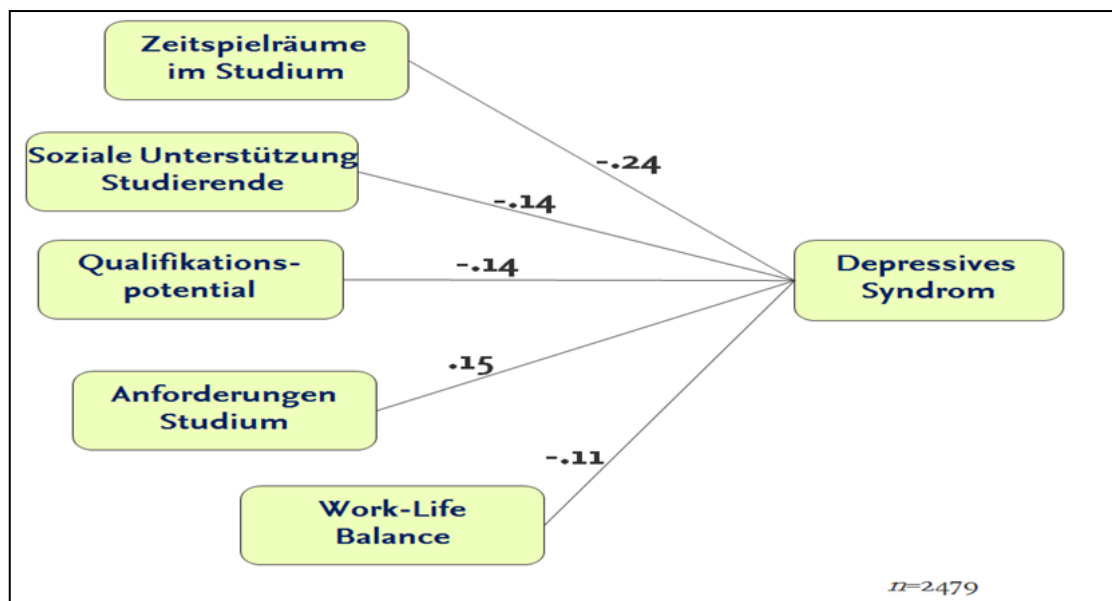 Zeitspielräume
im Studium
-.24
Soziale Unterstützung
Studierende
-.14
Qualifikations-
potential
-.14
Depressives
Syndrom
Anforderungen
Studium
.15
Work-Life
Balance
-.11
n=2479